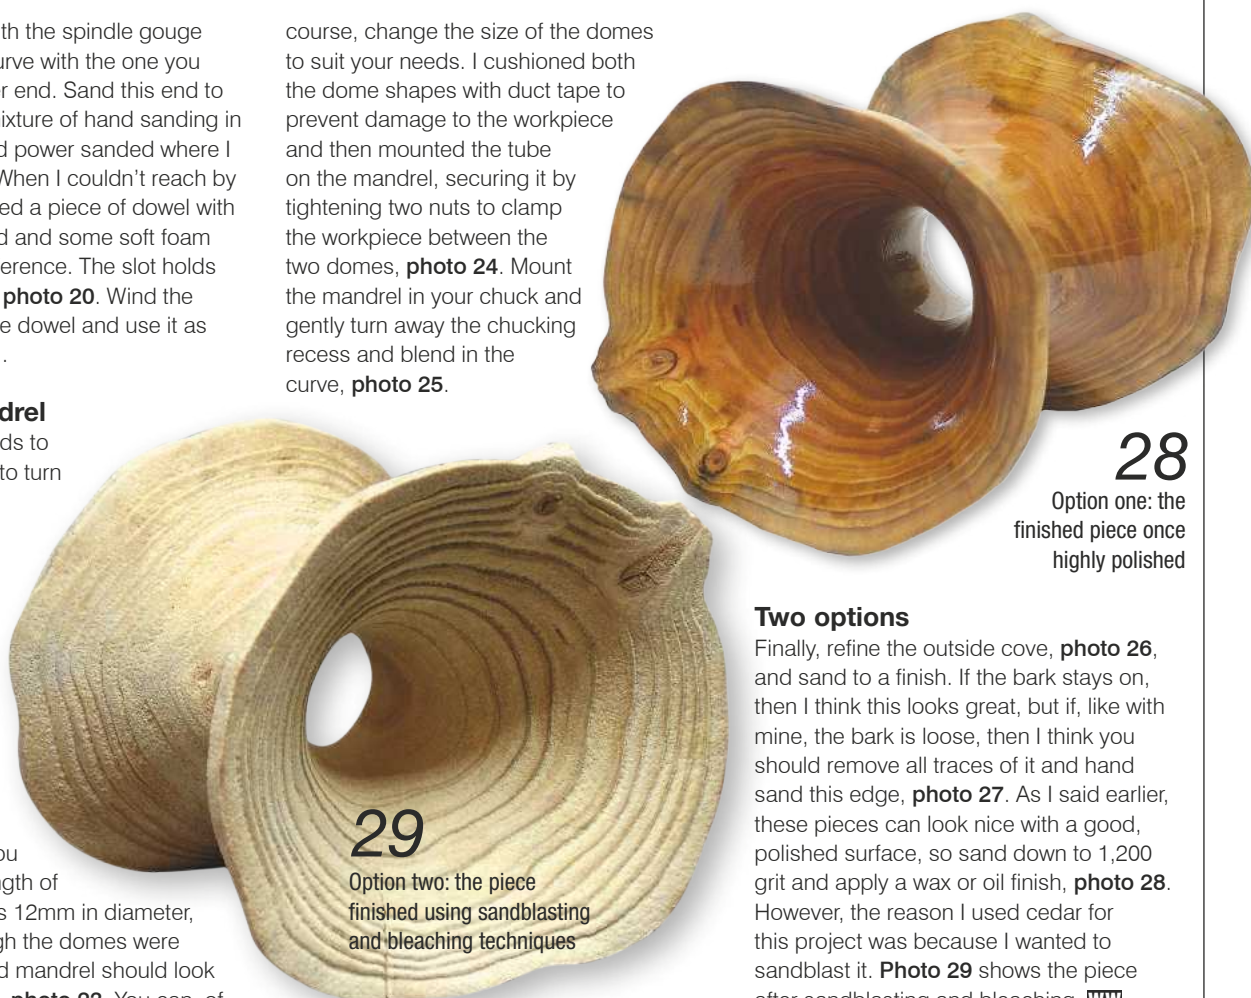 th the spindle gouge
urve with the one you
er end. Sand this end to
ixture of hand sanding in
d power sanded where I
When I couldn't reach by
ed a piece of dowel with
d and some soft foam
erence. The slot holds
photo 20. Wind the
e dowel and use it as
.
drel
ds to
to turn
ou
ngth of
s 12mm in diameter,
gh the domes were
d mandrel should look
photo 23. You can, of
course, change the size of the domes
to suit your needs. I cushioned both
the dome shapes with duct tape to
prevent damage to the workpiece
and then mounted the tube
on the mandrel, securing it by
tightening two nuts to clamp
the workpiece between the
two domes, photo 24. Mount
the mandrel in your chuck and
gently turn away the chucking
recess and blend in the
curve, photo 25.
28
Option one: the
finished piece once
highly polished
29
Option two: the piece
finished using sandblasting
and bleaching techniques
Two options
Finally, refine the outside cove, photo 26,
and sand to a finish. If the bark stays on,
then I think this looks great, but if, like with
mine, the bark is loose, then I think you
should remove all traces of it and hand
sand this edge, photo 27. As I said earlier,
these pieces can look nice with a good,
polished surface, so sand down to 1,200
grit and apply a wax or oil finish, photo 28.
However, the reason I used cedar for
this project was because I wanted to
sandblast it. Photo 29 shows the piece
after sandblasting and bleaching.